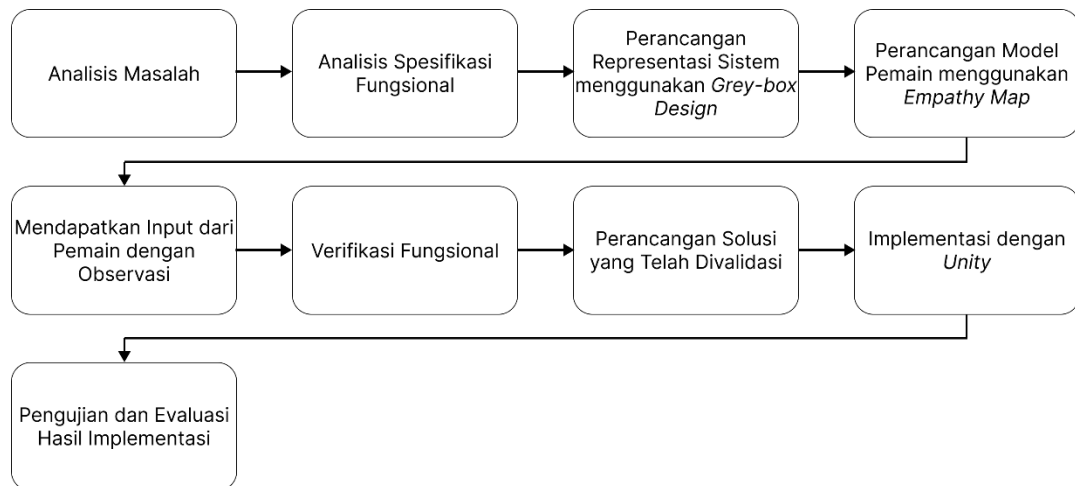 Analisis Masalah
Analisis Spesifikasi
Fungsional
Perancangan
Representasi Sistem
menggunakan Grey-box
Design
Perancangan Model
Pemain menggunakan
Empathy Map
Mendapatkan Input dari
Pemain dengan
Observasi
Verifikasi Fungsional
Perancangan Solusi
yang Telah Divalidasi
Implementasi dengan
Unity
Pengujian dan Evaluasi
Hasil Implementasi